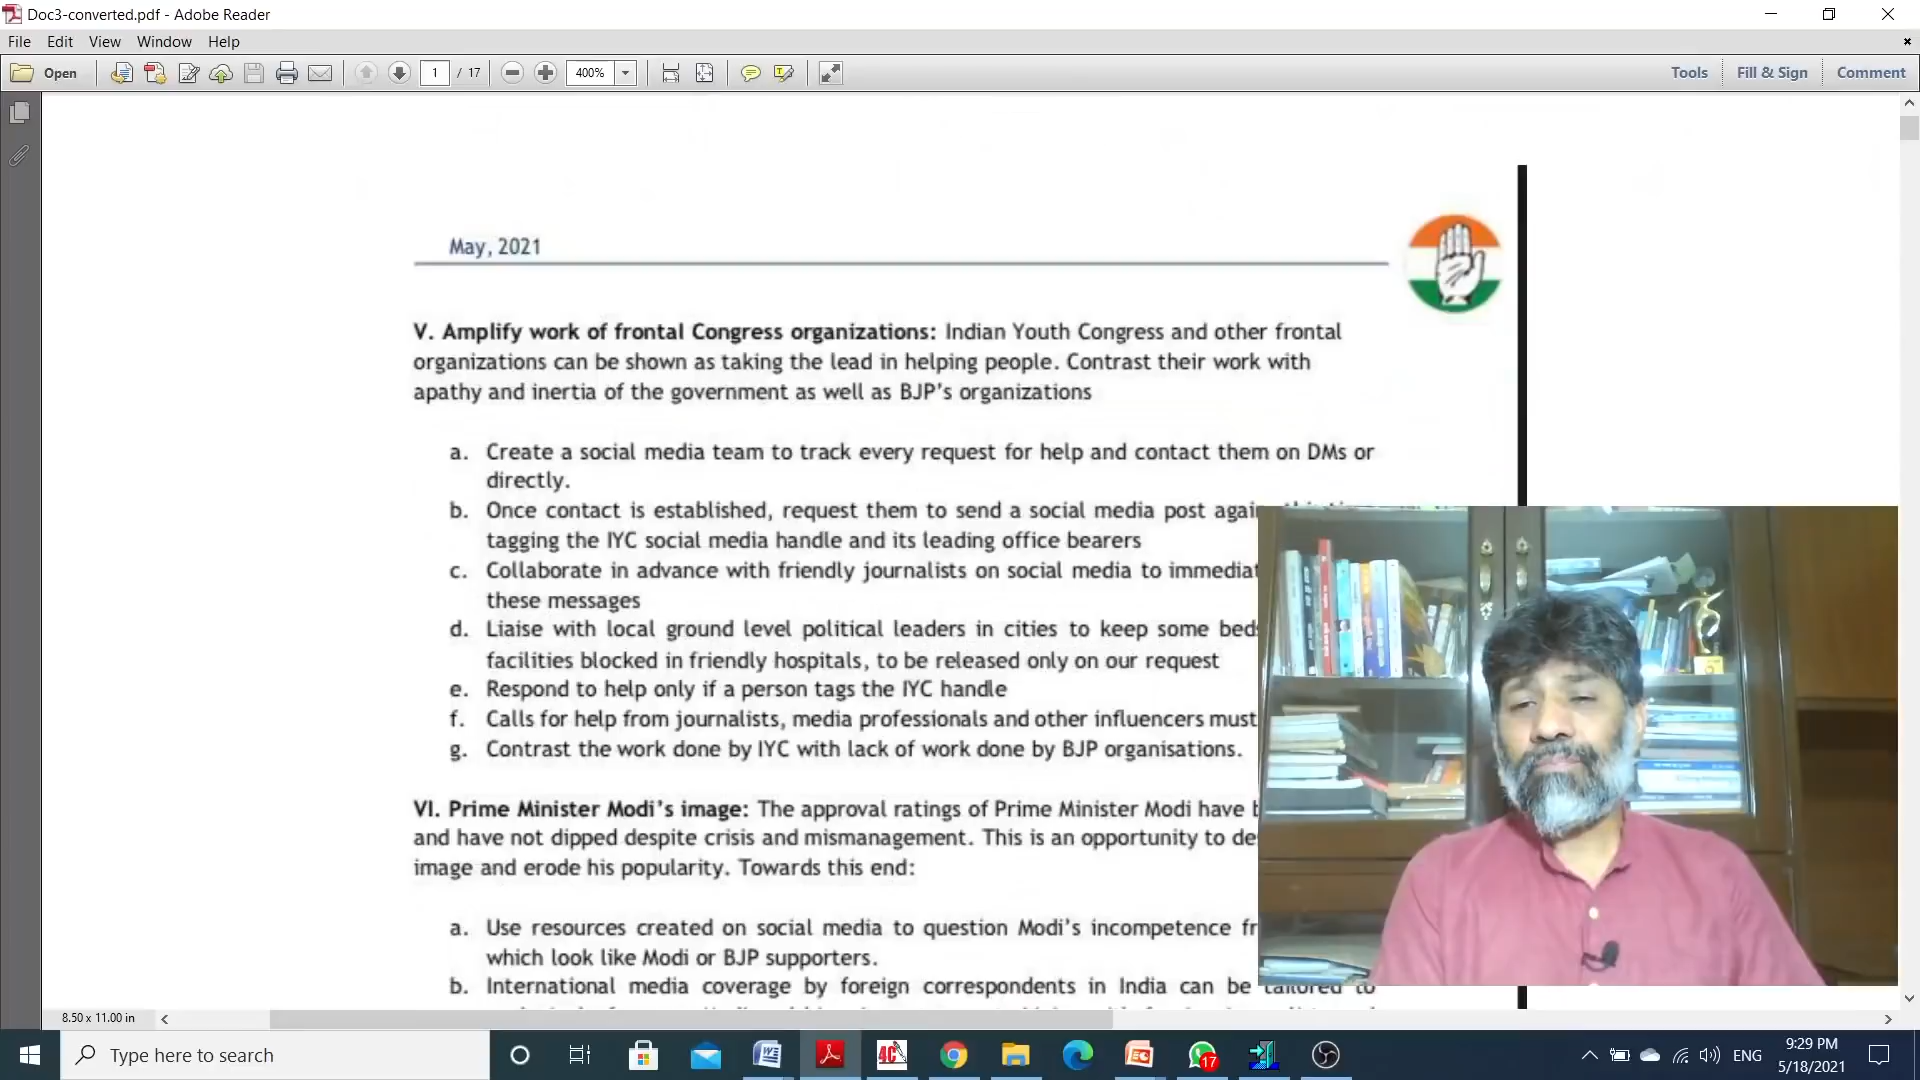 Doc3-converted.pdf - Adobe Reader
File Edit View Window Help
Open 1 / 17 400% Tools Fill & Sign Comment
May, 2021
V. Amplify work of frontal Congress organizations: Indian Youth Congress and other frontal
organizations can be shown as taking the lead in helping people. Contrast their work with
apathy and inertia of the government as well as BJP's organizations
a. Create a social media team to track every request for help and contact them on DMs or
directly.
b. Once contact is established, request them to send a social media post again
tagging the IYC social media handle and its leading office bearers
c. Collaborate in advance with friendly journalists on social media to immediat
these messages
d. Liaise with local ground level political leaders in cities to keep some beds
facilities blocked in friendly hospitals, to be released only on our request
e. Respond to help only if a person tags the IYC handle
f. Calls for help from journalists, media professionals and other influencers must
g. Contrast the work done by IYC with lack of work done by BJP organisations.
VI. Prime Minister Modi's image: The approval ratings of Prime Minister Modi have b
and have not dipped despite crisis and mismanagement. This is an opportunity to de
image and erode his popularity. Towards this end:
a. Use resources created on social media to question Modi's incompetence fr
which look like Modi or BJP supporters.
b. International media coverage by foreign correspondents in India can be tailored to
8.50 x 11.00 in
Type here to search 17 ENG 9:29 PM
5/18/2021